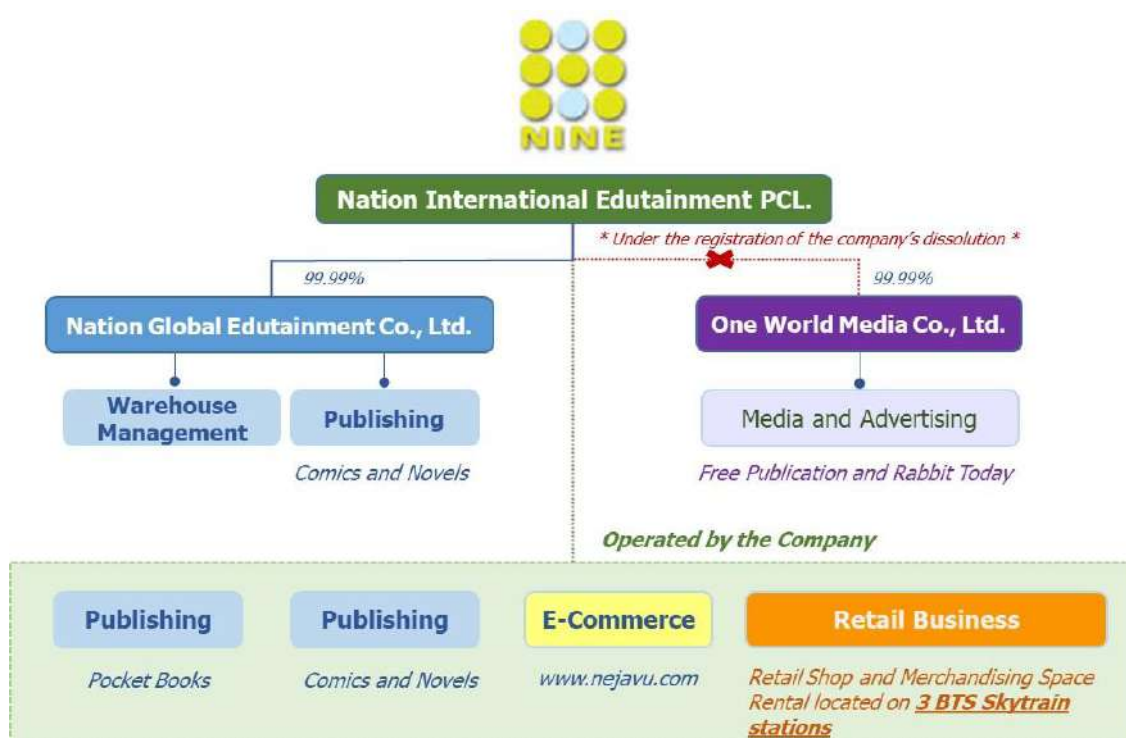 NINE
Nation International Edutainment PCL.
* Under the registration of the company's dissolution *
99.99%
99.99%
Nation Global Edutainment Co., Ltd.
One World Media Co., Ltd.
Warehouse
Management
Publishing
Media and Advertising
Comics and Novels
Free Publication and Rabbit Today
Operated by the Company
Publishing
Publishing
E-Commerce
Retail Business
Pocket Books
Comics and Novels
www.nejavu.com
Retail Shop and Merchandising Space
Rental located on 3 BTS Skytrain
stations